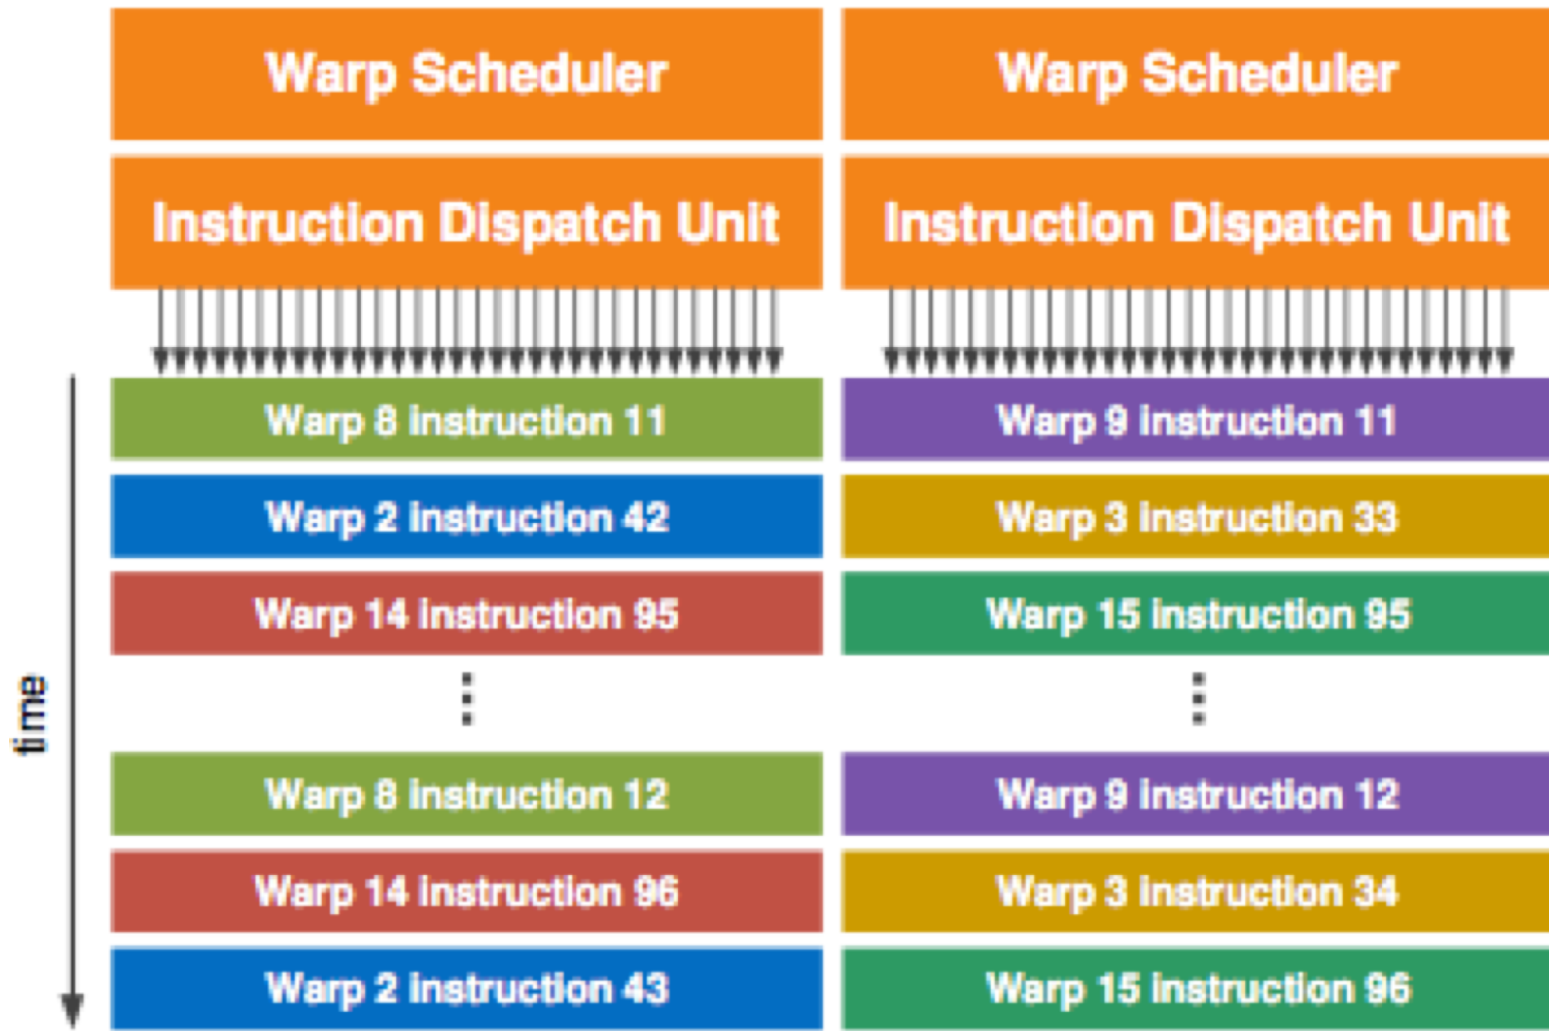 Warp Scheduler
Warp Scheduler
Instruction Dispatch Unit
Instruction Dispatch Unit
Warp 8 instruction 11
Warp 9 instruction 11
Warp 2 instruction 42
Warp 3 instruction 33
Warp 14 instruction 95
Warp 15 instruction 95
time
Warp 8 instruction 12
Warp 9 instruction 12
Warp 14 instruction 96
Warp 3 instruction 34
Warp 2 instruction 43
Warp 15 instruction 96